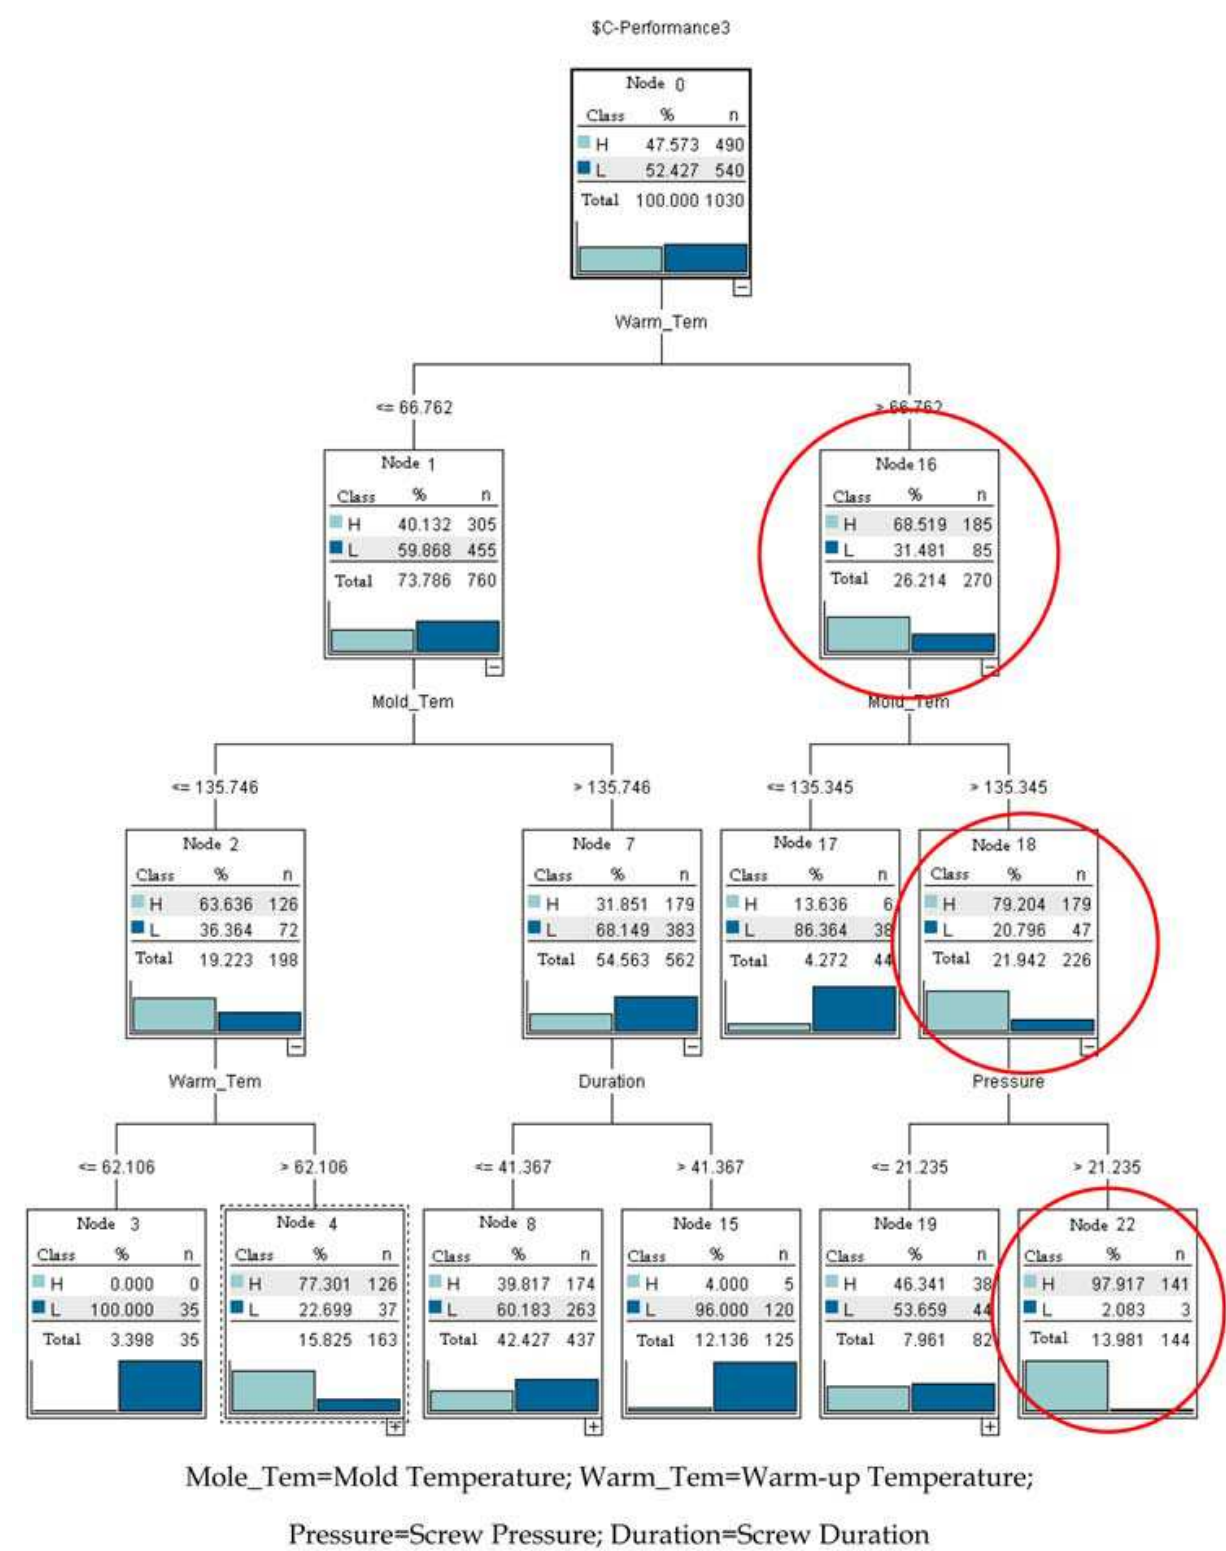 $C-Performance3
Node 0
Class % n
H 47.573 490
L 52.427 540
Total 100.000 1030
Warm_Tem
<= 66.762
> 66.762
Node 1
Class % n
H 40.132 305
L 59.868 455
Total 73.786 760
Node 16
Class % n
H 68.519 185
L 31.481 85
Total 26.214 270
Mold_Tem
Mold_Tem
<= 135.746
> 135.746
<= 135.345
> 135.345
Node 2
Class % n
H 63.636 126
L 36.364 72
Total 19.223 198
Node 7
Class % n
H 31.851 179
L 68.149 383
Total 54.563 562
Node 17
Class % n
H 13.636 6
L 86.364 38
Total 4.272 44
Node 18
Class % n
H 79.204 179
L 20.796 47
Total 21.942 226
Warm_Tem
Duration
Pressure
<= 62.106
> 62.106
<= 41.367
> 41.367
<= 21.235
> 21.235
Node 3
Class % n
H 0.000 0
L 100.000 35
Total 3.398 35
Node 4
Class % n
H 77.301 126
L 22.699 37
15.825 163
Node 8
Class % n
H 39.817 174
L 60.183 263
Total 42.427 437
Node 15
Class % n
H 4.000 5
L 96.000 120
Total 12.136 125
Node 19
Class % n
H 46.341 38
L 53.659 44
Total 7.961 82
Node 22
Class % n
H 97.917 141
L 2.083 3
Total 13.981 144
Mole_Tem=Mold Temperature; Warm_Tem=Warm-up Temperature;
Pressure=Screw Pressure; Duration=Screw Duration